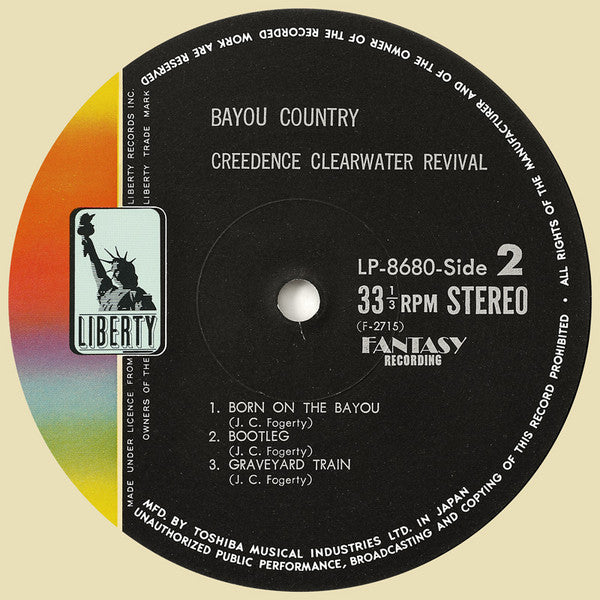 BAYOU COUNTRY
CREEDENCE CLEARWATER REVIVAL
LP-8680-Side 2
33 1/3 RPM STEREO
(F-2715)
FANTASY
RECORDING
1. BORN ON THE BAYOU
(J. C. Fogerty)
2. BOOTLEG
(J. C. Fogerty)
3. GRAVEYARD TRAIN
(J. C. Fogerty)
LIBERTY
MADE UNDER LICENCE FROM LIBERTY RECORDS INC.
OWNERS OF THE LIBERTY TRADE MARK
MFD. BY TOSHIBA MUSICAL INDUSTRIES LTD. IN JAPAN
UNAUTHORIZED PUBLIC PERFORMANCE, BROADCASTING AND COPYING OF THIS RECORD PROHIBITED • ALL RIGHTS OF THE MANUFACTURER AND OF THE OWNER OF THE RECORDED WORK ARE RESERVED